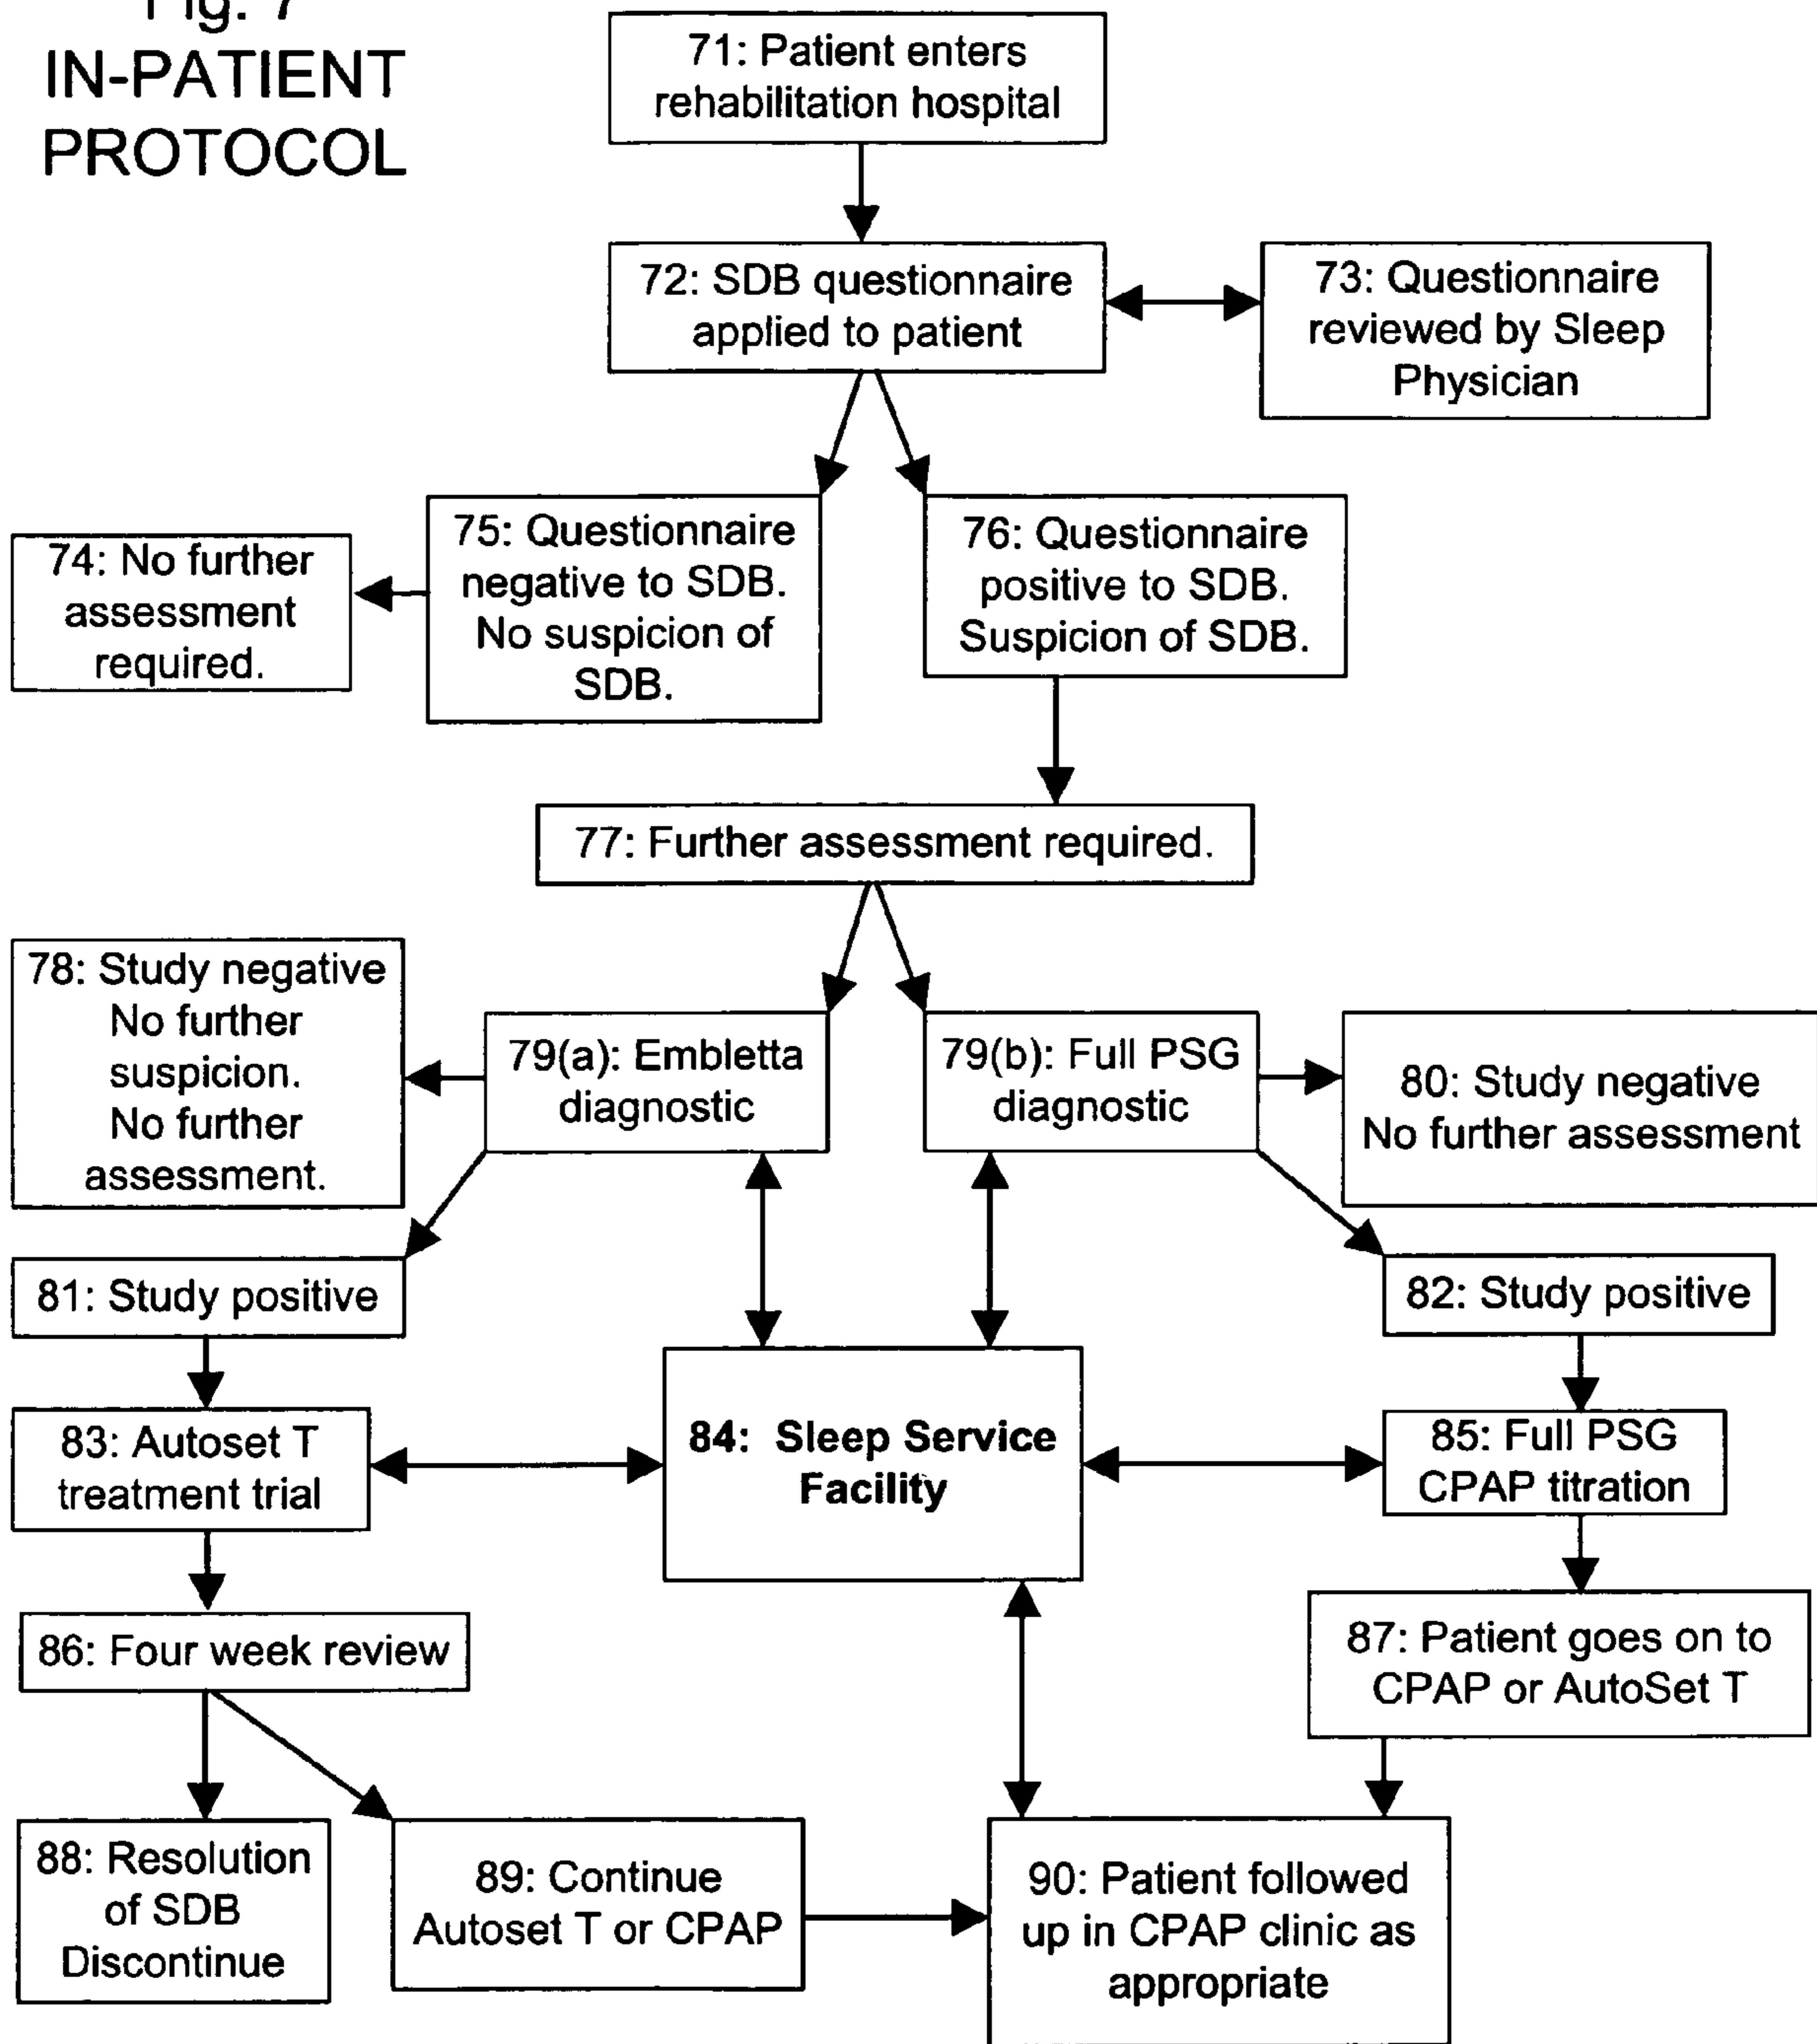 Fig. 7
IN-PATIENT
PROTOCOL
71: Patient enters
rehabilitation hospital
72: SDB questionnaire
applied to patient
73: Questionnaire
reviewed by Sleep
Physician
74: No further
assessment
required.
75: Questionnaire
negative to SDB.
No suspicion of
SDB.
76: Questionnaire
positive to SDB.
Suspicion of SDB.
77: Further assessment required.
78: Study negative
No further
suspicion.
No further
assessment.
79(a): Embletta
diagnostic
79(b): Full PSG
diagnostic
80: Study negative
No further assessment
81: Study positive
82: Study positive
83: Autoset T
treatment trial
84: Sleep Service
Facility
85: Full PSG
CPAP titration
86: Four week review
87: Patient goes on to
CPAP or AutoSet T
88: Resolution
of SDB
Discontinue
89: Continue
Autoset T or CPAP
90: Patient followed
up in CPAP clinic as
appropriate